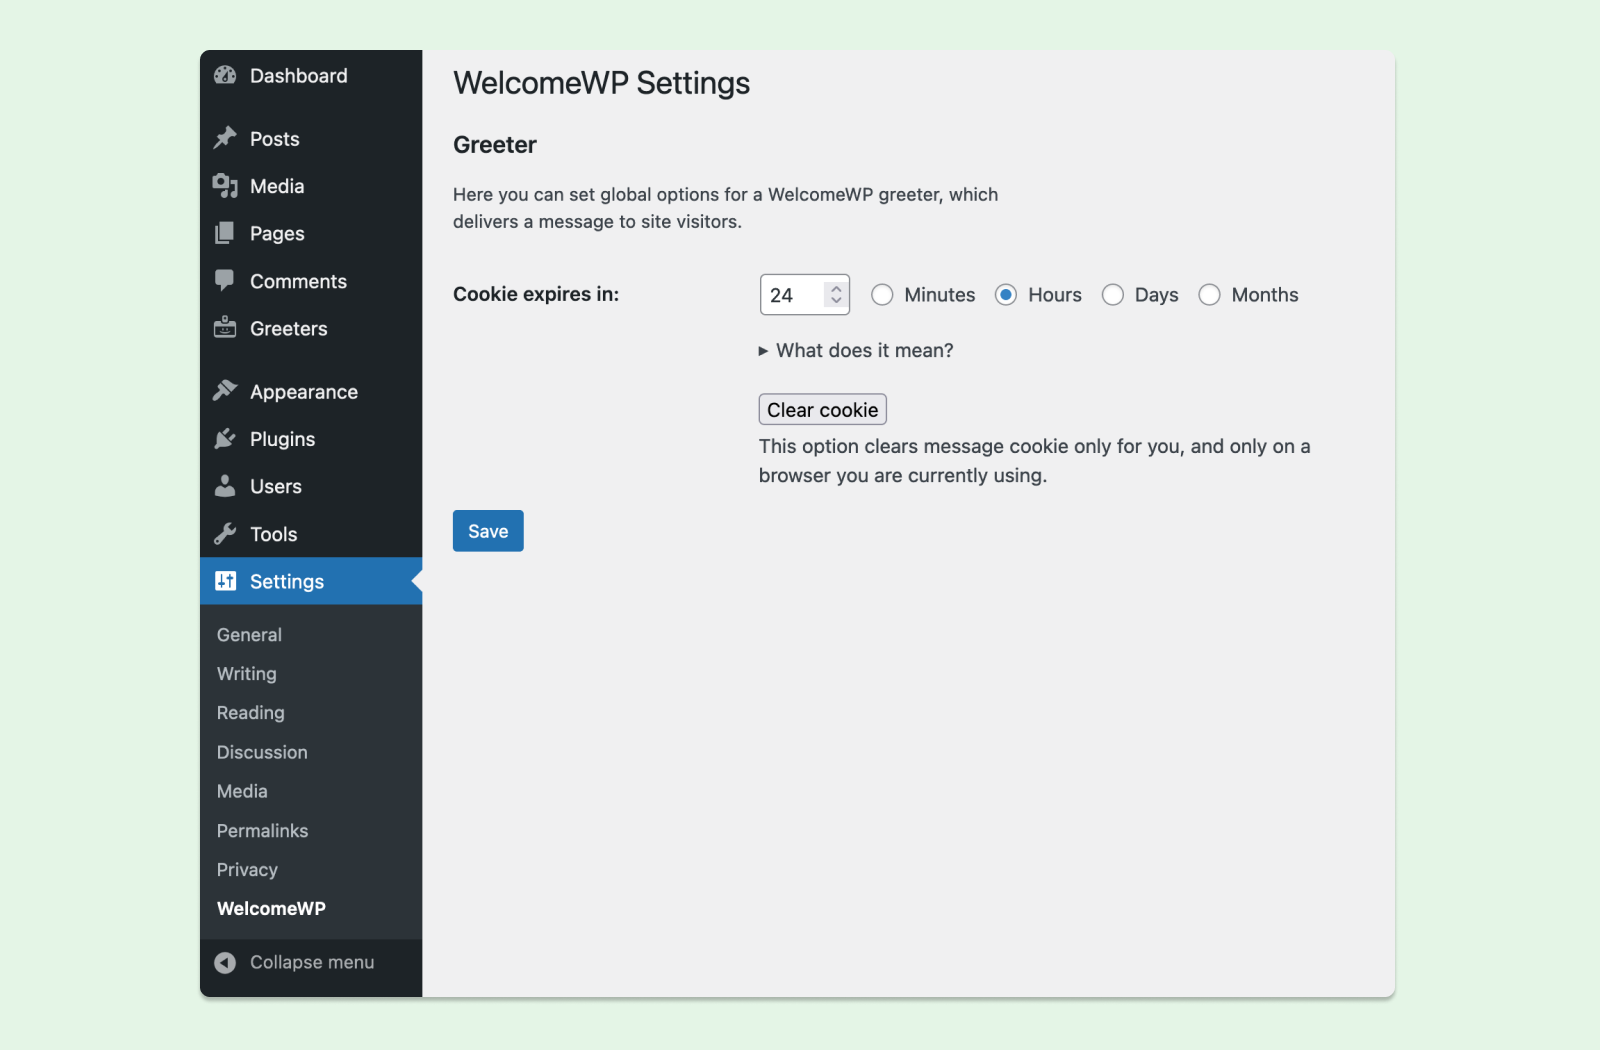 Dashboard
Posts
Media
Pages
Comments
Greeters
Appearance
Plugins
Users
Tools
Settings
General
Writing
Reading
Discussion
Media
Permalinks
Privacy
WelcomeWP
Collapse menu
WelcomeWP Settings
Greeter
Here you can set global options for a WelcomeWP greeter, which
delivers a message to site visitors.
Cookie expires in: 24 Minutes Hours Days Months
What does it mean?
Clear cookie
This option clears message cookie only for you, and only on a
browser you are currently using.
Save